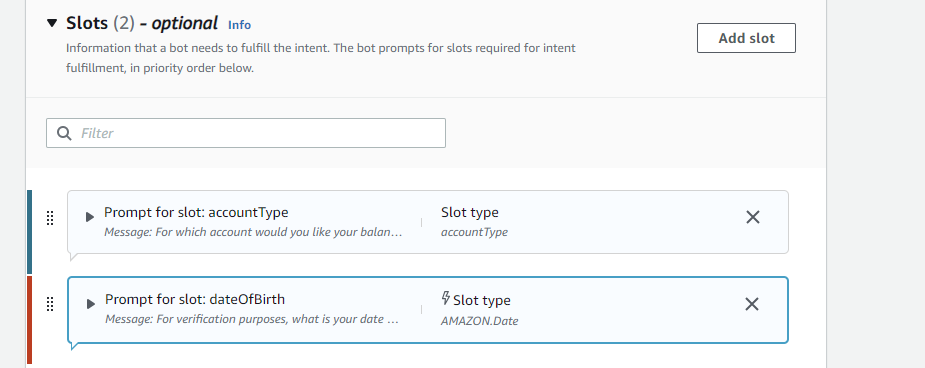 Slots (2) - optional Info
Information that a bot needs to fulfill the intent. The bot prompts for slots required for intent
fulfillment, in priority order below.
Add slot
Filter
Prompt for slot: accountType
Message: For which account would you like your balan...
Slot type
accountType
Prompt for slot: dateOfBirth
Message: For verification purposes, what is your date ...
Slot type
AMAZON.Date